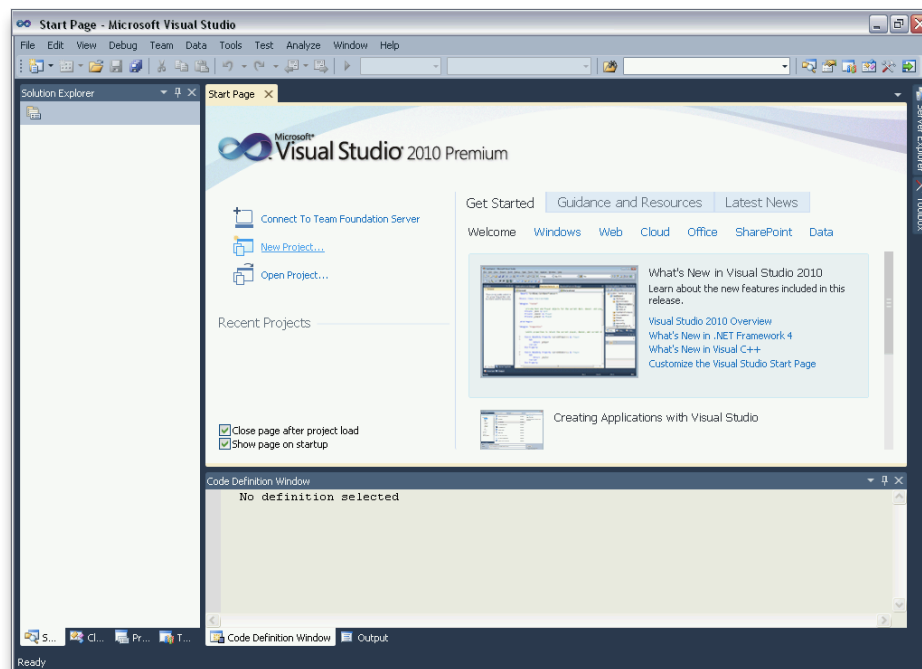 Start Page - Microsoft Visual Studio
File Edit View Debug Team Data Tools Test Analyze Window Help
Solution Explorer
Start Page
Server Explorer
Toolbox
Microsoft
Visual Studio 2010 Premium
Connect To Team Foundation Server
New Project...
Open Project...
Recent Projects
Close page after project load
Show page on startup
Get Started Guidance and Resources Latest News
Welcome Windows Web Cloud Office SharePoint Data
What's New in Visual Studio 2010
Learn about the new features included in this
release.
Visual Studio 2010 Overview
What's New in .NET Framework 4
What's New in Visual C++
Customize the Visual Studio Start Page
Creating Applications with Visual Studio
Code Definition Window
No definition selected
S... Cl... Pr... T... Code Definition Window Output
Ready